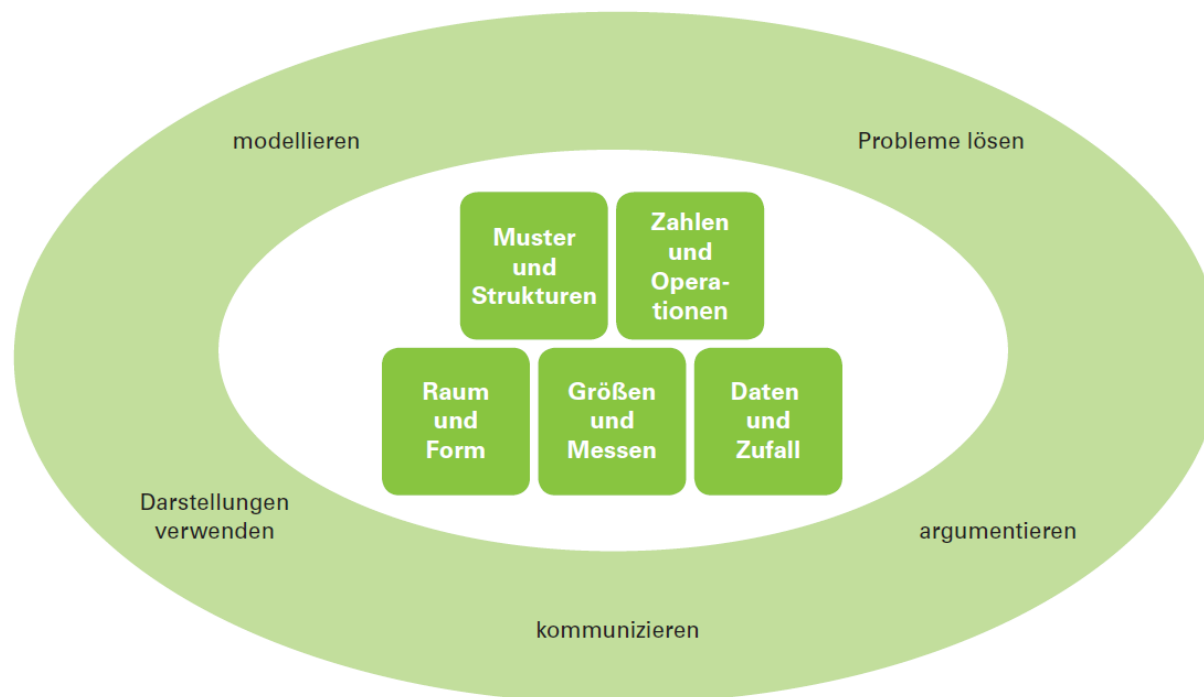 modellieren
Probleme lösen
Muster
und
Strukturen
Zahlen
und
Opera-
tionen
Raum
und
Form
Größen
und
Messen
Daten
und
Zufall
Darstellungen
verwenden
argumentieren
kommunizieren